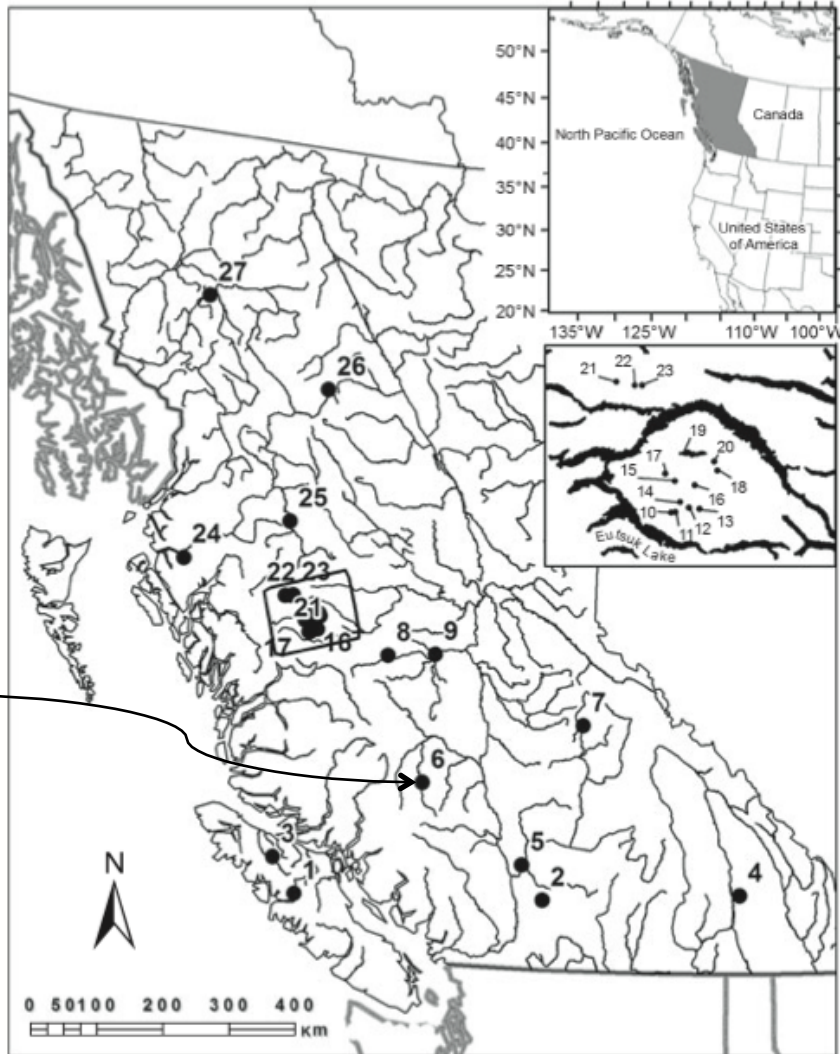 50°N
45°N
Canada
40°N
North Pacific Ocean
35°N
30°N
United States
of America
25°N
20°N
135°W 125°W 110°W 100°W
27
26
25
24
22 23
21
17 16
8 9
7
6
5
3
1
2
4
21 22 23
19
20
17
15
18
14
16
10
11 12 13
Eutsuk Lake
N
0 50 100 200 300 400
KM